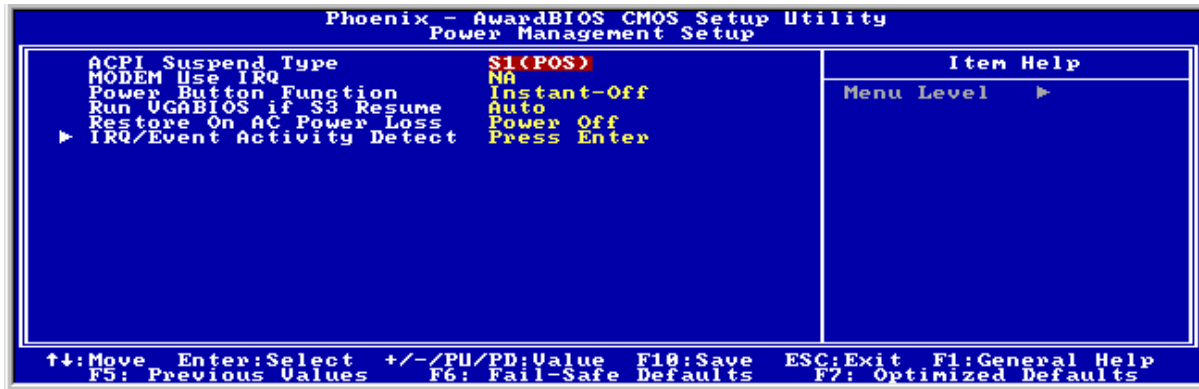 Phoenix - AwardBIOS CMOS Setup Utility
Power Management Setup
ACPI Suspend Type S1(POS)
MODEM Use IRQ NA
Power Button Function Instant-Off
Run VGABIOS if S3 Resume Auto
Restore On AC Power Loss Power Off
► IRQ/Event Activity Detect Press Enter
Item Help
Menu Level ►
↑↓:Move Enter:Select +/-/PU/PD:Value F10:Save ESC:Exit F1:General Help
F5: Previous Values F6: Fail-Safe Defaults F7: Optimized Defaults